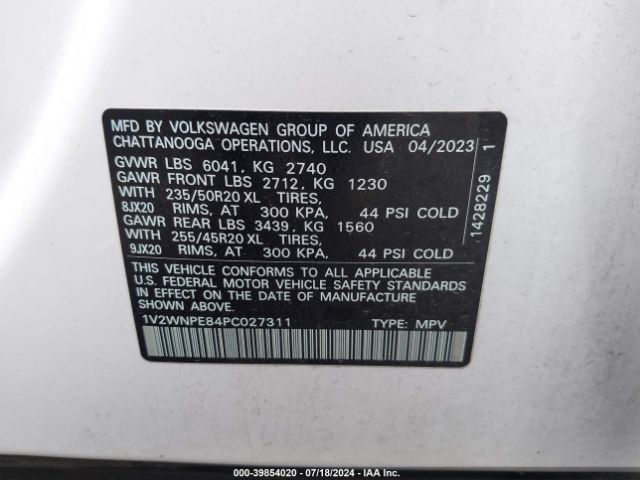 MFD BY VOLKSWAGEN GROUP OF AMERICA
CHATTANOOGA OPERATIONS, LLC. USA 04/2023
GVWR LBS 6041, KG 2740
GAWR FRONT LBS 2712, KG 1230
WITH 235/50R20 XL TIRES,
8JX20 RIMS, AT 300 KPA, 44 PSI COLD
GAWR REAR LBS 3439, KG 1560
WITH 255/45R20 XL TIRES,
9JX20 RIMS, AT 300 KPA, 44 PSI COLD
THIS VEHICLE CONFORMS TO ALL APPLICABLE
U.S. FEDERAL MOTOR VEHICLE SAFETY STANDARDS
IN EFFECT ON THE DATE OF MANUFACTURE
SHOWN ABOVE.
1V2WNPE84PC027311 TYPE: MPV
1428229 1
000-39854020 - 07/18/2024 - IAA Inc.